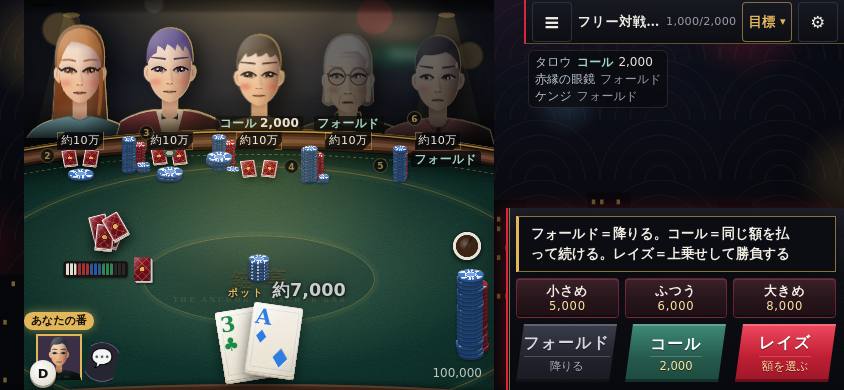 フリー対戦… 1,000/2,000 目標 ▾
タロウ コール 2,000
赤縁の眼鏡 フォールド
ケンジ フォールド
コール 2,000
フォールド
6
3
約10万
約10万
約10万
約10万
約10万
フォールド
2
4
5
ポット 約7,000
あなたの番
D
3
A
100,000
フォールド＝降りる。コール＝同じ額を払
って続ける。レイズ＝上乗せして勝負する
小さめ
5,000
ふつう
6,000
大きめ
8,000
フォールド
降りる
コール
2,000
レイズ
額を選ぶ